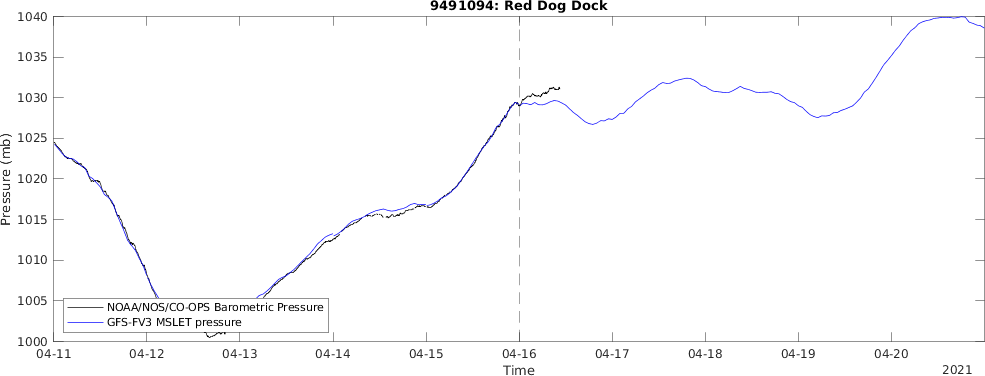 9491094: Red Dog Dock
1040
1035
1030
1025
1020
1015
1010
1005
1000
Pressure (mb)
NOAA/NOS/CO-OPS Barometric Pressure
GFS-FV3 MSLET pressure
04-11 04-12 04-13 04-14 04-15 04-16 04-17 04-18 04-19 04-20
Time
2021